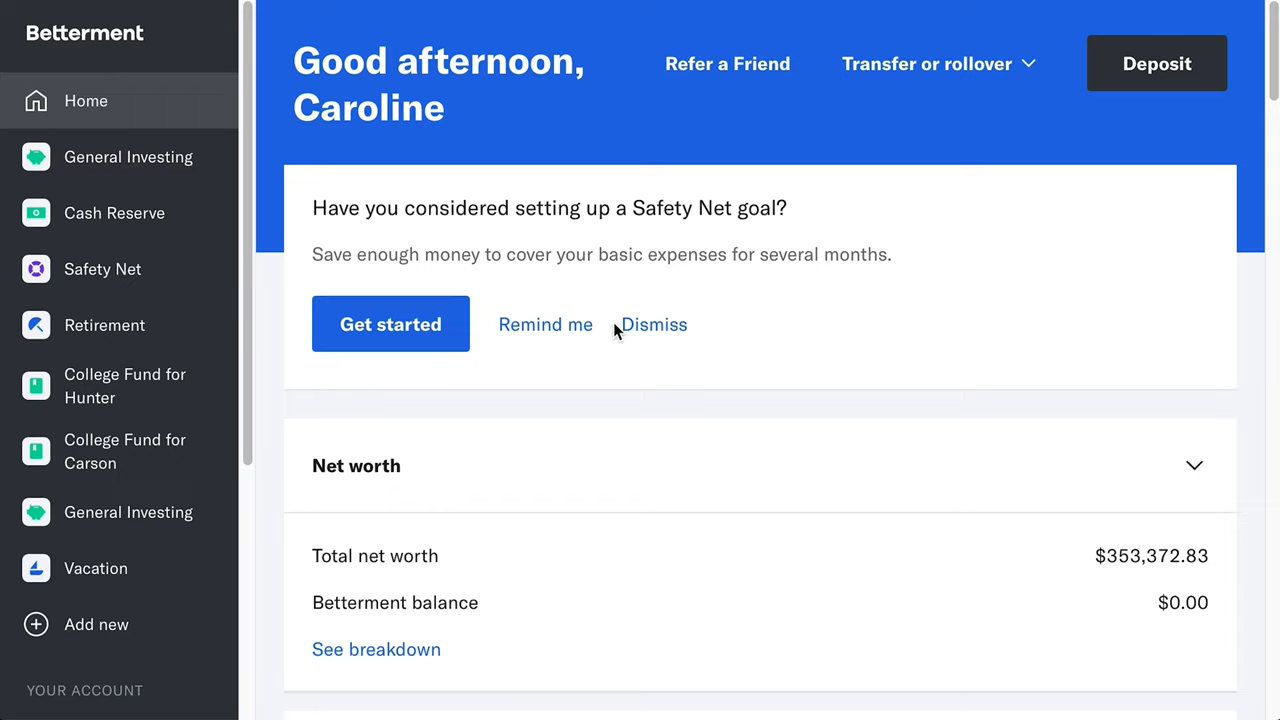 Betterment
Home
General Investing
Cash Reserve
Safety Net
Retirement
College Fund for
Hunter
College Fund for
Carson
General Investing
Vacation
Add new
YOUR ACCOUNT
Good afternoon,
Caroline
Refer a Friend
Transfer or rollover
Deposit
Have you considered setting up a Safety Net goal?
Save enough money to cover your basic expenses for several months.
Get started
Remind me
Dismiss
Net worth
Total net worth $353,372.83
Betterment balance $0.00
See breakdown